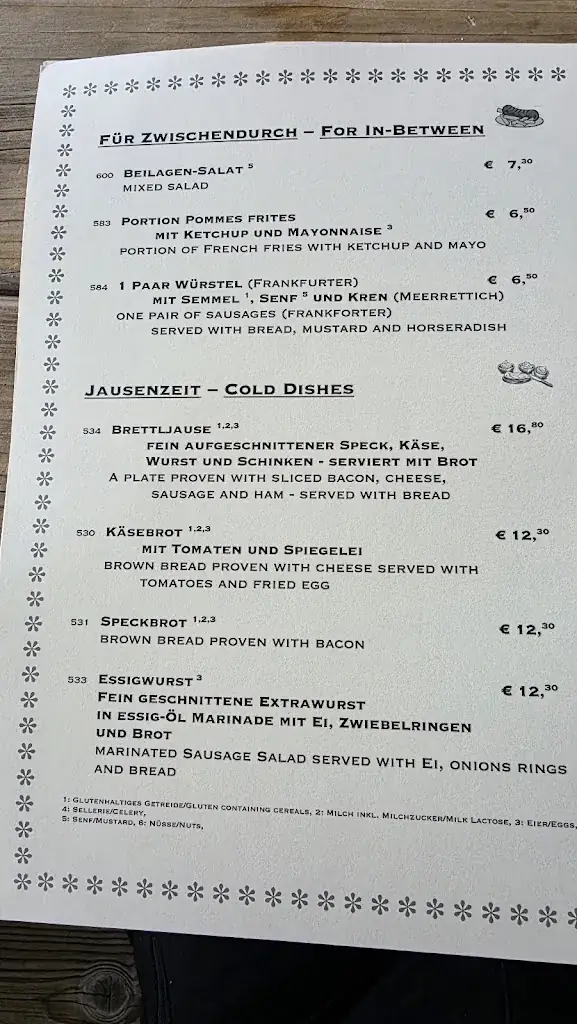 Für Zwischendurch – For In-Between
600 Beilagen-Salat 5 € 7,30
mixed salad
583 Portion Pommes frites € 6,50
mit Ketchup und Mayonnaise 3
portion of French fries with ketchup and mayo
584 1 Paar Würstel (Frankfurter) € 6,50
mit Semmel 1, Senf 5 und Kren (Meerrettich)
one pair of sausages (frankforter)
served with bread, mustard and horseradish
Jausenzeit – Cold Dishes
534 Brettljause 1,2,3 € 16,80
fein aufgeschnittener Speck, Käse,
Wurst und Schinken - serviert mit Brot
A plate proven with sliced bacon, cheese,
sausage and ham - served with bread
530 Käsebrot 1,2,3 € 12,30
mit Tomaten und Spiegelei
brown bread proven with cheese served with
tomatoes and fried egg
531 Speckbrot 1,2,3 € 12,30
brown bread proven with bacon
533 Essigwurst 3 € 12,30
Fein geschnittene Extrawurst
in essig-Öl Marinade mit Ei, Zwiebelringen
und Brot
marinated Sausage Salad served with Ei, onions rings
and bread
1: Glutenhaltiges Getreide/Gluten containing cereals, 2: Milch inkl. Milchzucker/Milk Lactose, 3: Eier/Eggs,
4: Sellerie/Celery,
5: Senf/Mustard, 6: Nüsse/Nuts,